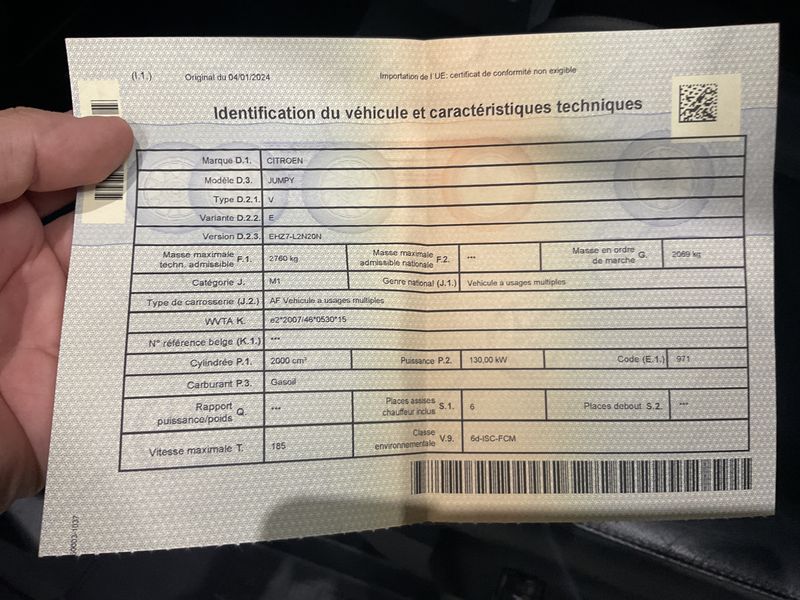 (I.1.) Original du 04/01/2024 Importation de l'UE: certificat de conformité non exigible
Identification du véhicule et caractéristiques techniques
Marque D.1. CITROEN
Modèle D.3. JUMPY
Type D.2.1. V
Variante D.2.2. E
Version D.2.3. EHZ7-L2N20N
Masse maximale techn. admissible F.1. 2760 kg Masse maximale admissible nationale F.2. *** Masse en ordre de marche G. 2069 kg
Catégorie J. M1 Genre national (J.1.) Vehicule a usages multiples
Type de carrosserie (J.2.) AF Vehicule a usages multiples
WVTA K. e2*2007/46*0530*15
N° référence belge (K.1.) ***
Cylindrée P.1. 2000 cm³ Puissance P.2. 130,00 kW Code (E.1.) 971
Carburant P.3. Gasoil
Rapport puissance/poids Q. *** Places assises chauffeur inclus S.1. 6 Places debout S.2. ***
Vitesse maximale T. 185 Classe environnementale V.9. 6d-ISC-FCM